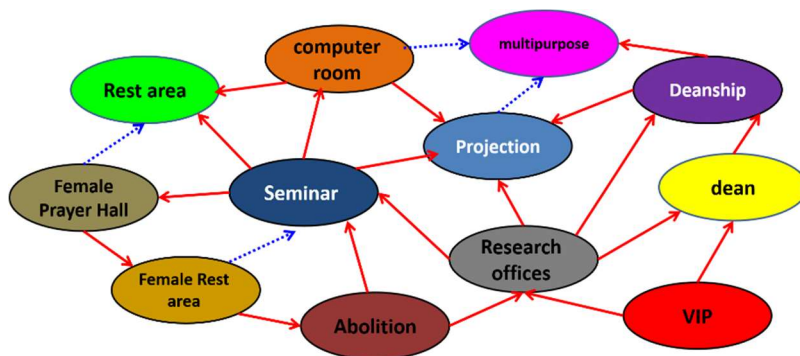 computer
room
multipurpose
Rest area
Deanship
Projection
Female
Prayer Hall
Seminar
dean
Research
offices
Female Rest
area
Abolition
VIP